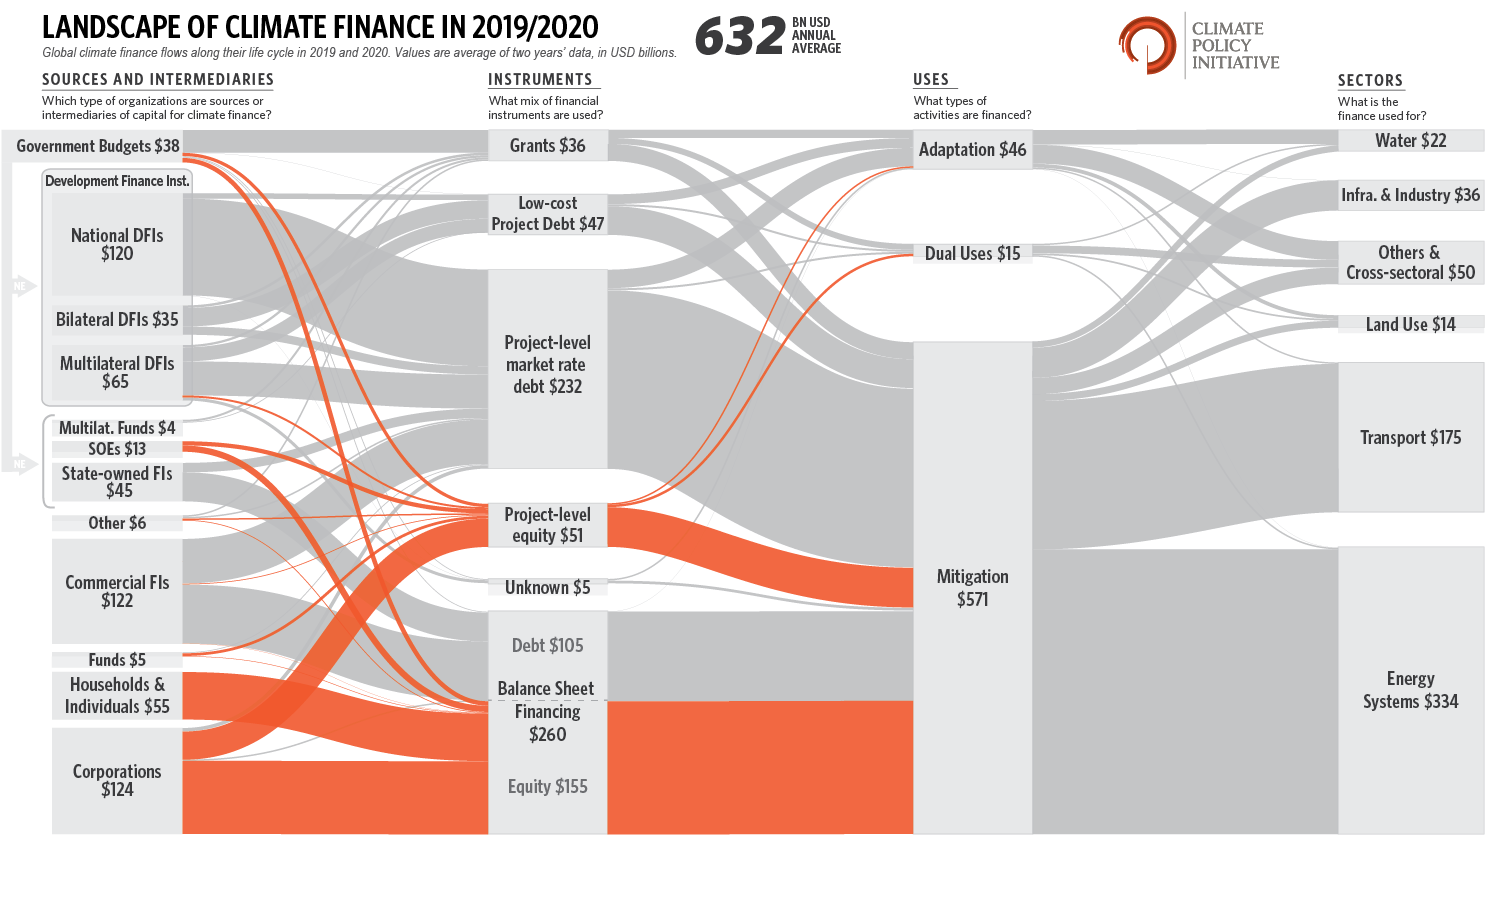 LANDSCAPE OF CLIMATE FINANCE IN 2019/2020
Global climate finance flows along their life cycle in 2019 and 2020. Values are average of two years' data, in USD billions.
632
BN USD
ANNUAL
AVERAGE
CLIMATE
POLICY
INITIATIVE
SOURCES AND INTERMEDIARIES
Which type of organizations are sources or
intermediaries of capital for climate finance?
INSTRUMENTS
What mix of financial
instruments are used?
USES
What types of
activities are financed?
SECTORS
What is the
finance used for?
Government Budgets $38
Development Finance Inst.
National DFIs
$120
NE
Bilateral DFIs $35
Multilateral DFIs
$65
Multilat. Funds $4
SOEs $13
NE
State-owned FIs
$45
Other $6
Commercial FIs
$122
Funds $5
Households &
Individuals $55
Corporations
$124
Grants $36
Low-cost
Project Debt $47
Project-level
market rate
debt $232
Project-level
equity $51
Unknown $5
Debt $105
Balance Sheet
Financing
$260
Equity $155
Adaptation $46
Dual Uses $15
Mitigation
$571
Water $22
Infra. & Industry $36
Others &
Cross-sectoral $50
Land Use $14
Transport $175
Energy
Systems $334